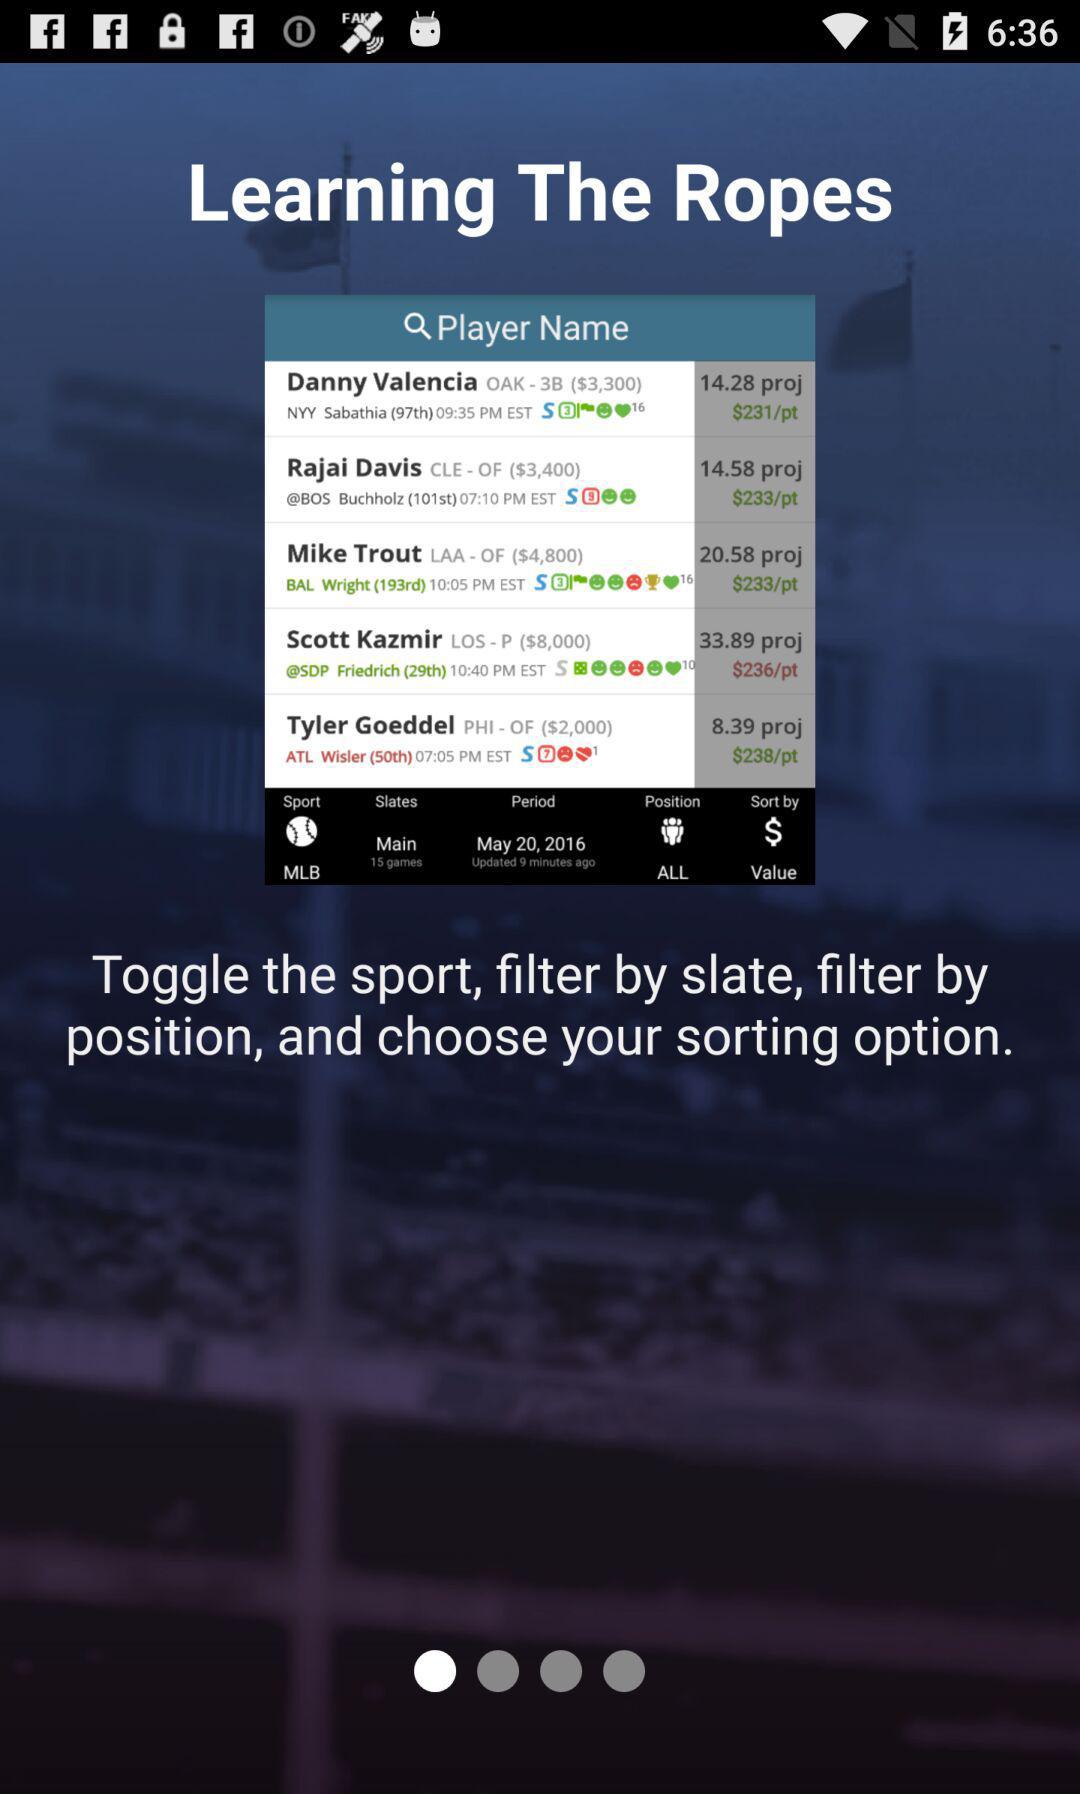 FAKE
6:36
Learning The Ropes
Player Name
Danny Valencia OAK - 3B ($3,300) 14.28 proj
NYY Sabathia (97th) 09:35 PM EST S 3 16 $231/pt
Rajai Davis CLE - OF ($3,400) 14.58 proj
@BOS Buchholz (101st) 07:10 PM EST S 9 $233/pt
Mike Trout LAA - OF ($4,800) 20.58 proj
BAL Wright (193rd) 10:05 PM EST S 3 16 $233/pt
Scott Kazmir LOS - P ($8,000) 33.89 proj
@SDP Friedrich (29th) 10:40 PM EST S 10 $236/pt
Tyler Goeddel PHI - OF ($2,000) 8.39 proj
ATL Wisler (50th) 07:05 PM EST S 7 1 $238/pt
Sport Slates Period Position Sort by
Main May 20, 2016 $
15 games Updated 9 minutes ago
MLB ALL Value
Toggle the sport, filter by slate, filter by
position, and choose your sorting option.